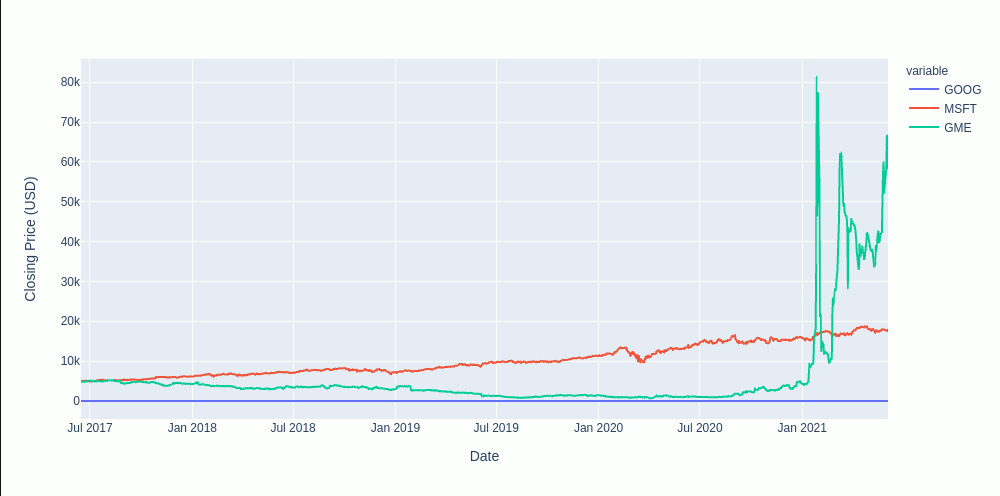 variable
GOOG
MSFT
GME
Closing Price (USD)
80k
70k
60k
50k
40k
30k
20k
10k
0
Jul 2017 Jan 2018 Jul 2018 Jan 2019 Jul 2019 Jan 2020 Jul 2020 Jan 2021
Date